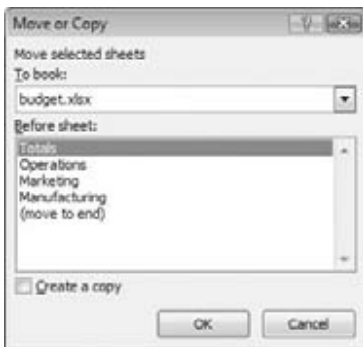 Move or Copy
Move selected sheets
To book:
budget.xlsx
Before sheet:
Totals
Operations
Marketing
Manufacturing
(move to end)
Create a copy
OK Cancel